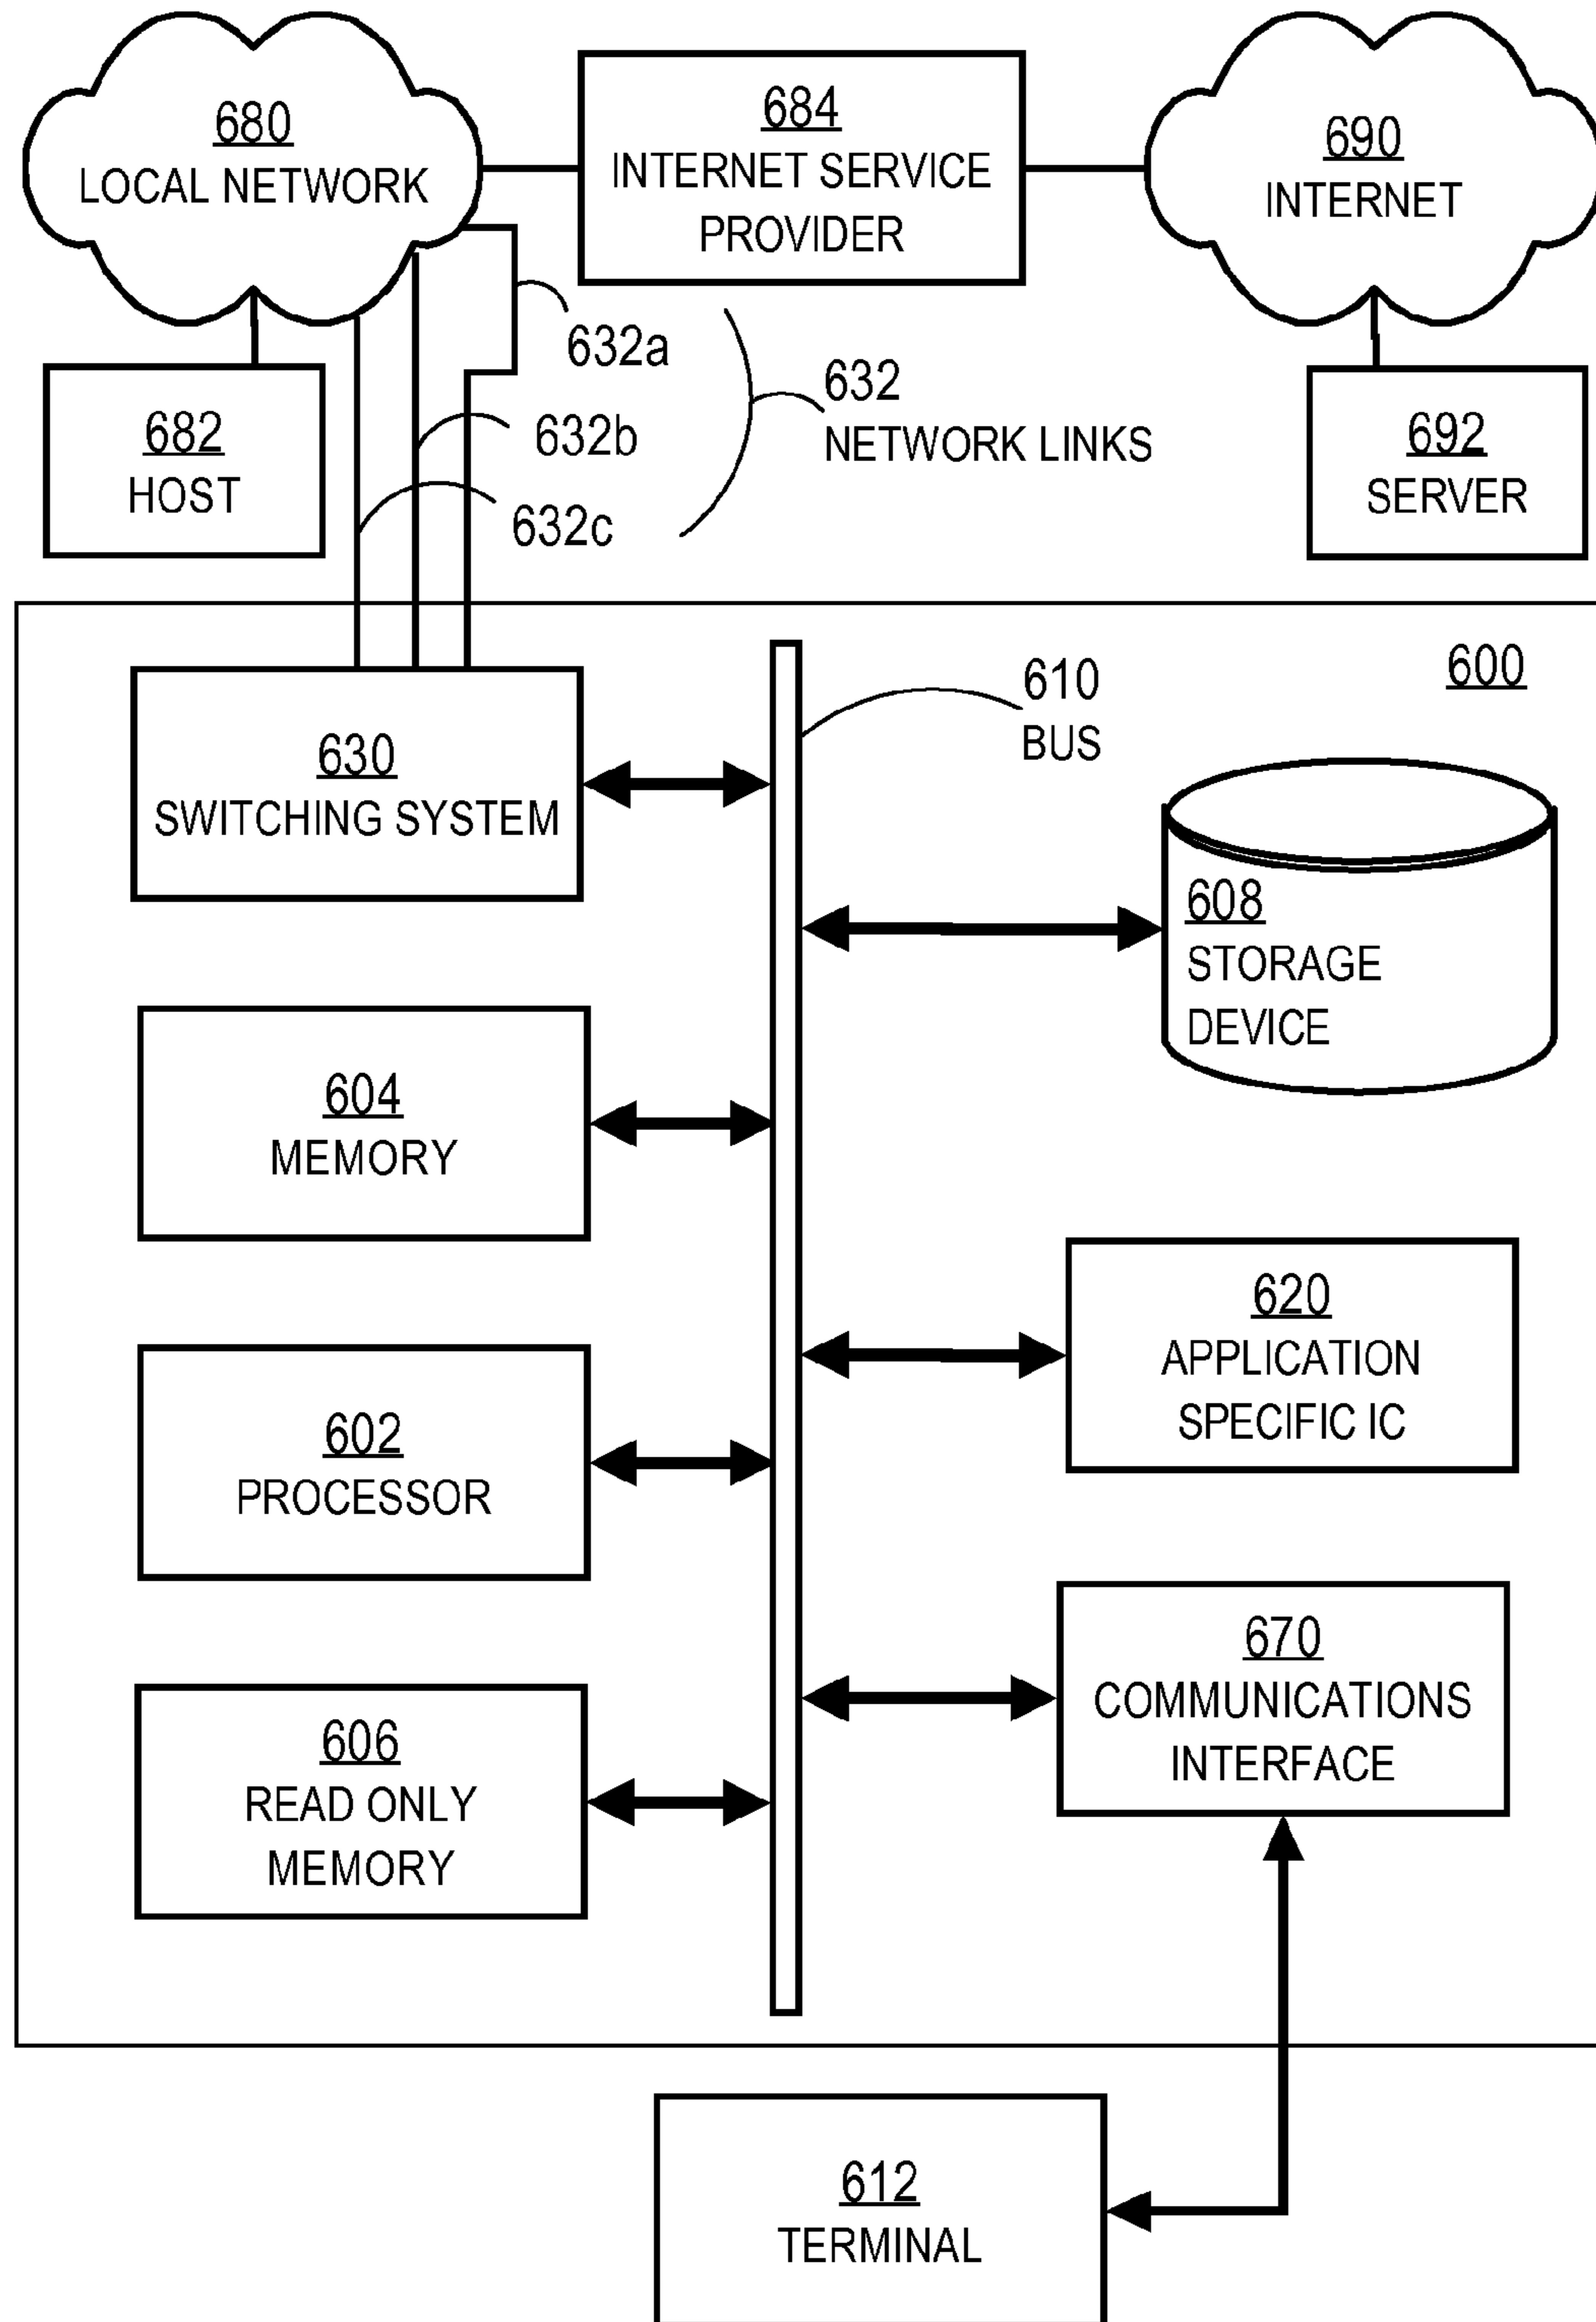 680
LOCAL NETWORK
684
INTERNET SERVICE
PROVIDER
690
INTERNET
632a
632b
632c
632
NETWORK LINKS
682
HOST
692
SERVER
600
610
BUS
630
SWITCHING SYSTEM
608
STORAGE
DEVICE
604
MEMORY
620
APPLICATION
SPECIFIC IC
602
PROCESSOR
670
COMMUNICATIONS
INTERFACE
606
READ ONLY
MEMORY
612
TERMINAL